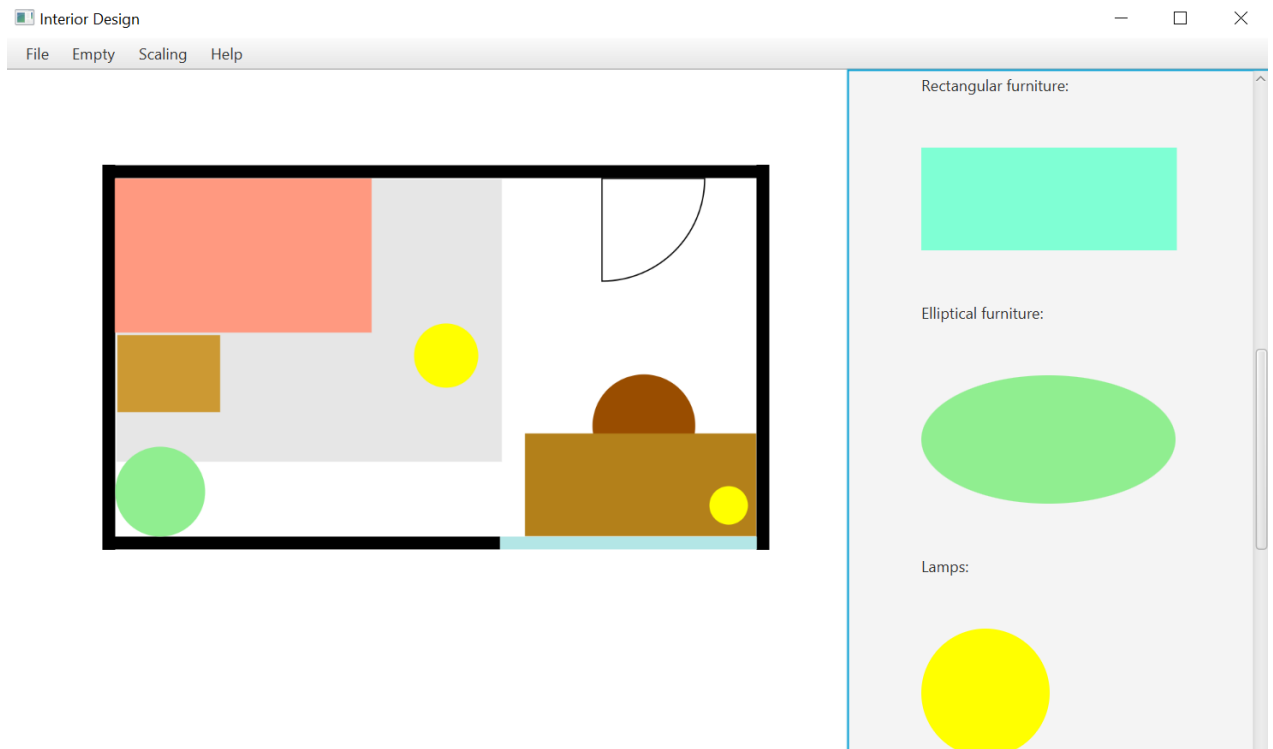 Interior Design
File Empty Scaling Help
Rectangular furniture:
Elliptical furniture:
Lamps: